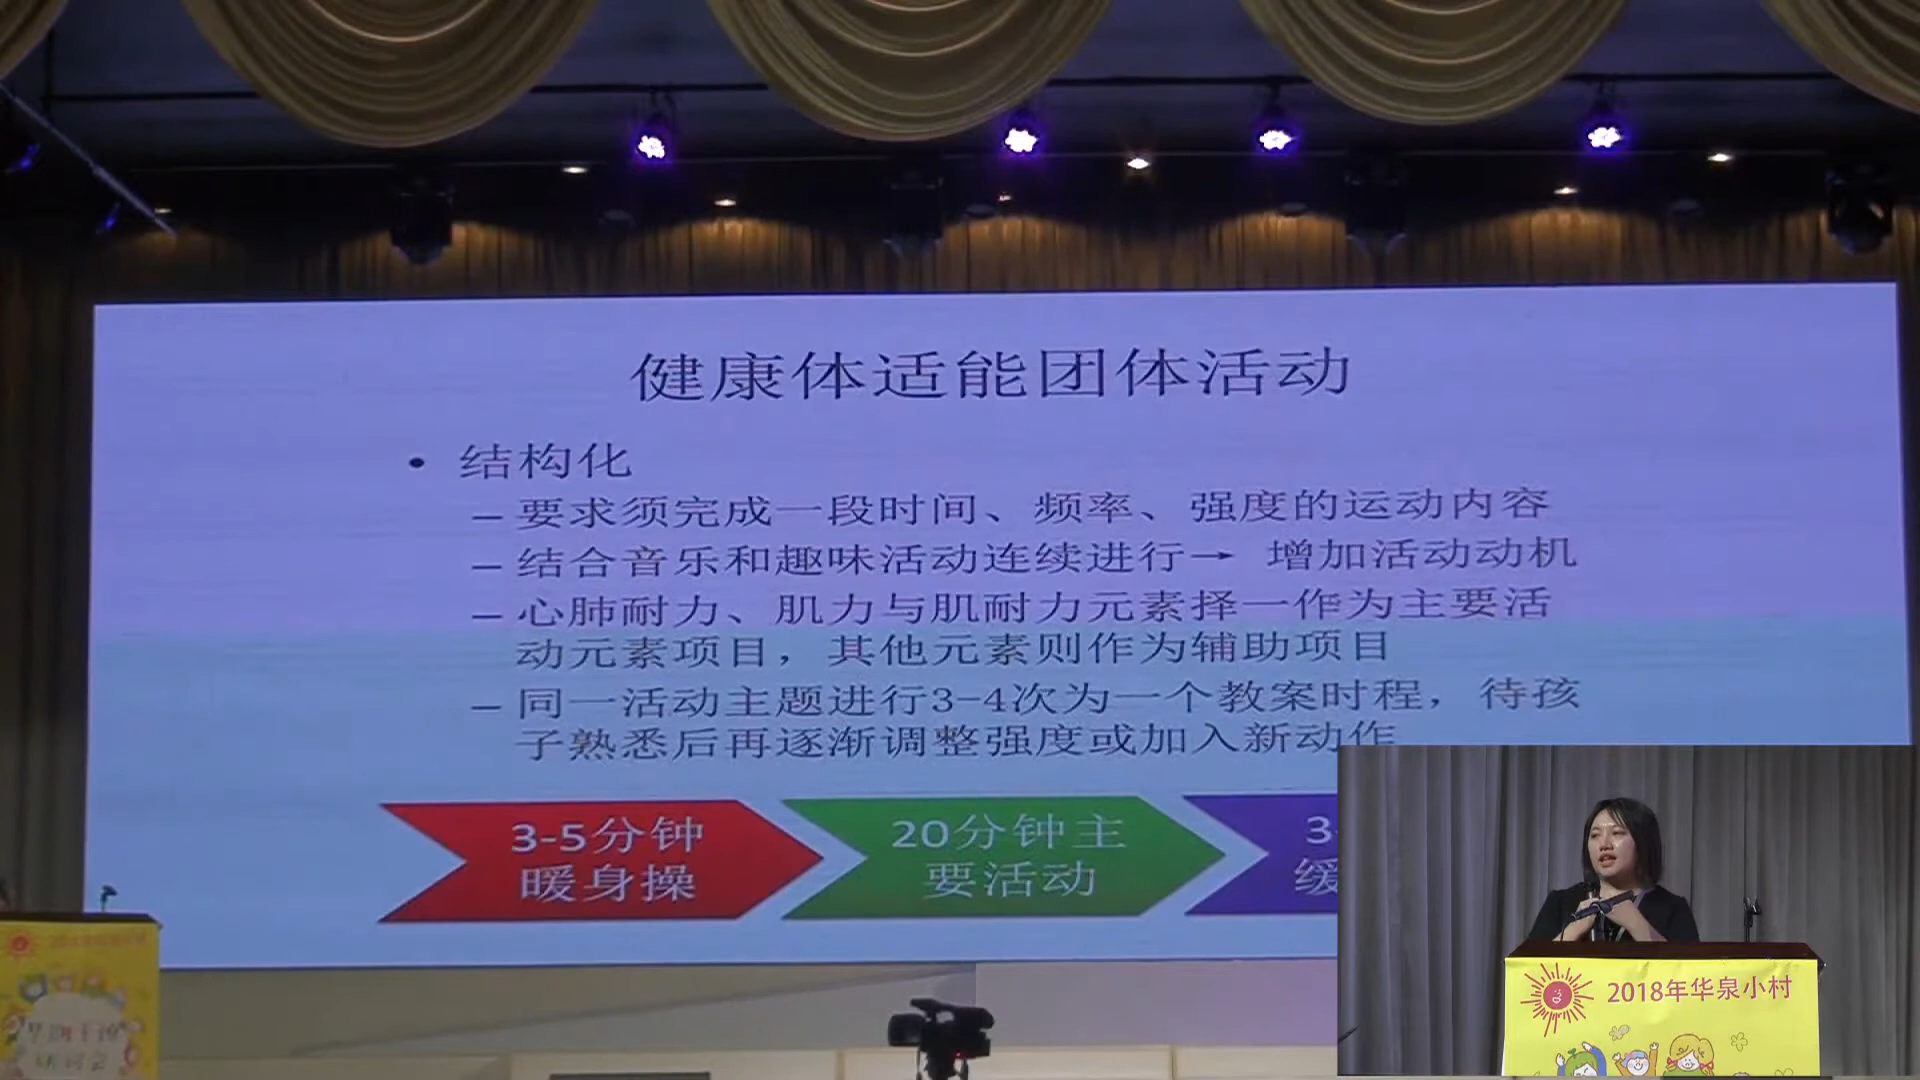 健康体适能团体活动
• 结构化
– 要求须完成一段时间、频率、强度的运动内容
– 结合音乐和趣味活动连续进行→ 增加活动动机
– 心肺耐力、肌力与肌耐力元素择一作为主要活
动元素项目，其他元素则作为辅助项目
– 同一活动主题进行3-4次为一个教案时程，待孩
子熟悉后再逐渐调整强度或加入新动作
3-5分钟
暖身操
20分钟主
要活动
3-
缓
2018年华泉小村